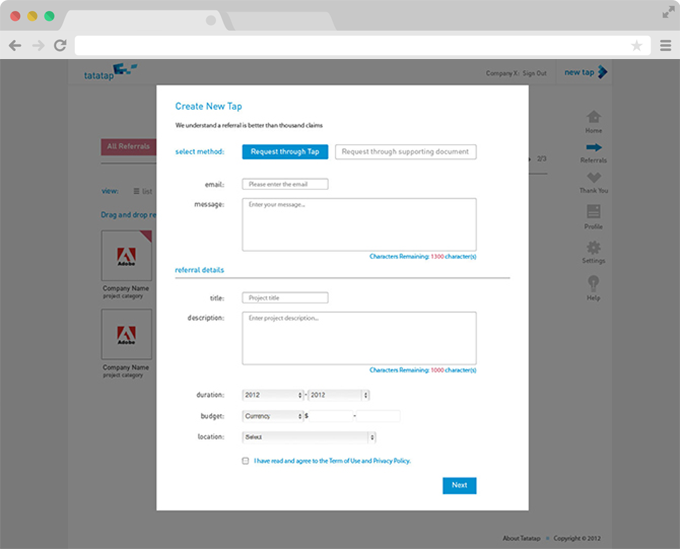 tatatap
Company X: Sign Out
new tap
All Referrals
2/3
view:
list
Drag and drop re
Adobe
Company Name
project category
Adobe
Company Name
project category
Create New Tap
We understand a referral is better than thousand claims
select method:
Request through Tap
Request through supporting document
email:
Please enter the email
message:
Enter your message...
Characters Remaining: 1300 character(s)
referral details
title:
Project title
description:
Enter project description...
Characters Remaining: 1000 character(s)
duration:
2012 - 2012
budget:
Currency $ -
location:
Select
I have read and agree to the Term of Use and Privacy Policy.
Next
Home
Referrals
Thank You
Profile
Settings
Help
About Tatatap Copyright © 2012